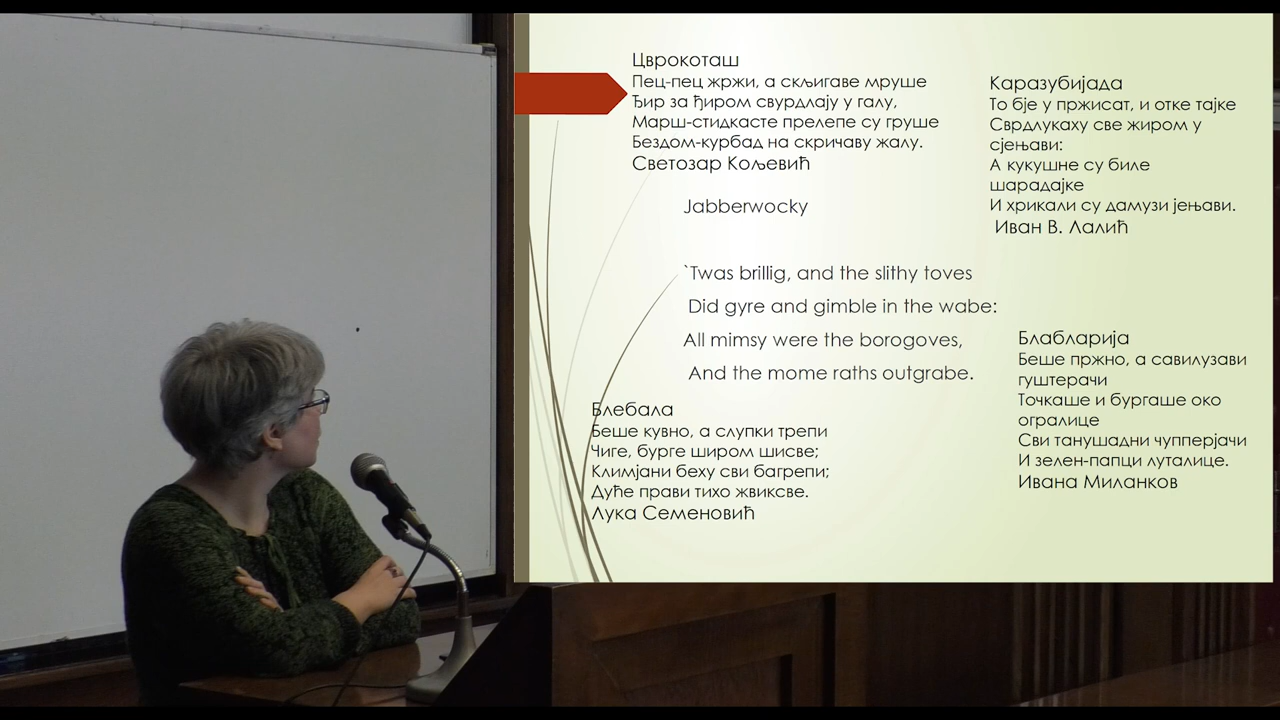 Цврокоташ
Пец-пец жржи, а скљигаве мруше
Ђир за ђиром свурдлају у галу,
Марш-стидкасте прелепе су груше
Бездом-курбад на скричаву жалу.
Светозар Кољевић
Каразубијада
То бје у пржисат, и отке тајке
Сврдлукаху све жиром у
сјењави:
А кукушне су биле
шарадајке
И хрикали су дамузи јењави.
Иван В. Лалић
Jabberwocky
`Twas brillig, and the slithy toves
Did gyre and gimble in the wabe:
All mimsy were the borogoves,
And the mome raths outgrabe.
Блебала
Беше кувно, а слупки трепи
Чиге, бурге широм шисве;
Климјани беху сви багрепи;
Дуће прави тихо жвиксве.
Лука Семеновић
Блабларија
Беше пржно, а савилузави
гуштерачи
Точкаше и бургаше око
огралице
Сви танушадни чупперјачи
И зелен-папци луталице.
Ивана Миланков